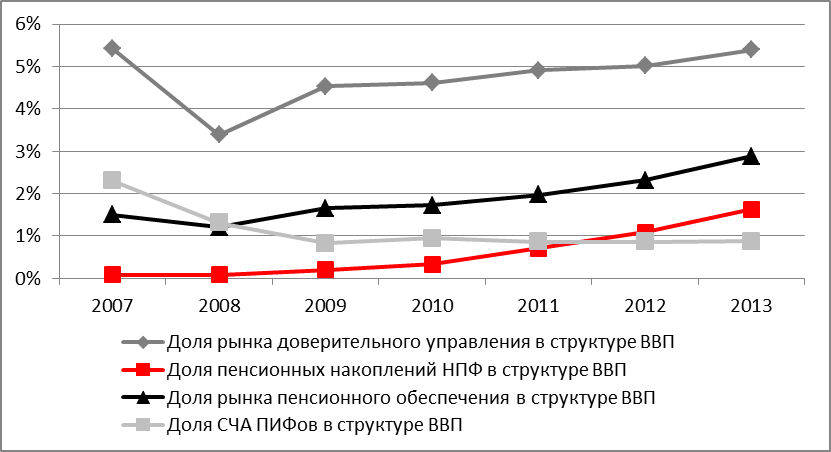 6%
5%
4%
3%
2%
1%
0%
2007 2008 2009 2010 2011 2012 2013
Доля рынка доверительного управления в структуре ВВП
Доля пенсионных накоплений НПФ в структуре ВВП
Доля рынка пенсионного обеспечения в структуре ВВП
Доля СЧА ПИФов в структуре ВВП